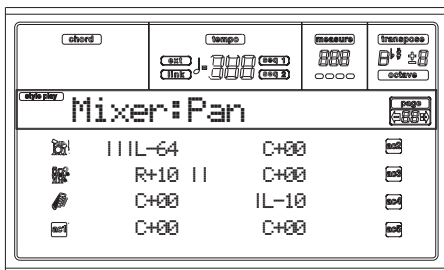 chord tempo measure transpose
ext seq 1
link seq 2
octave
style play page
Mixer:Pan
IIIL-64 C+00 acc2
R+10 II C+00 acc3
C+00 IL-10 acc4
acc1 C+00 C+00 acc5